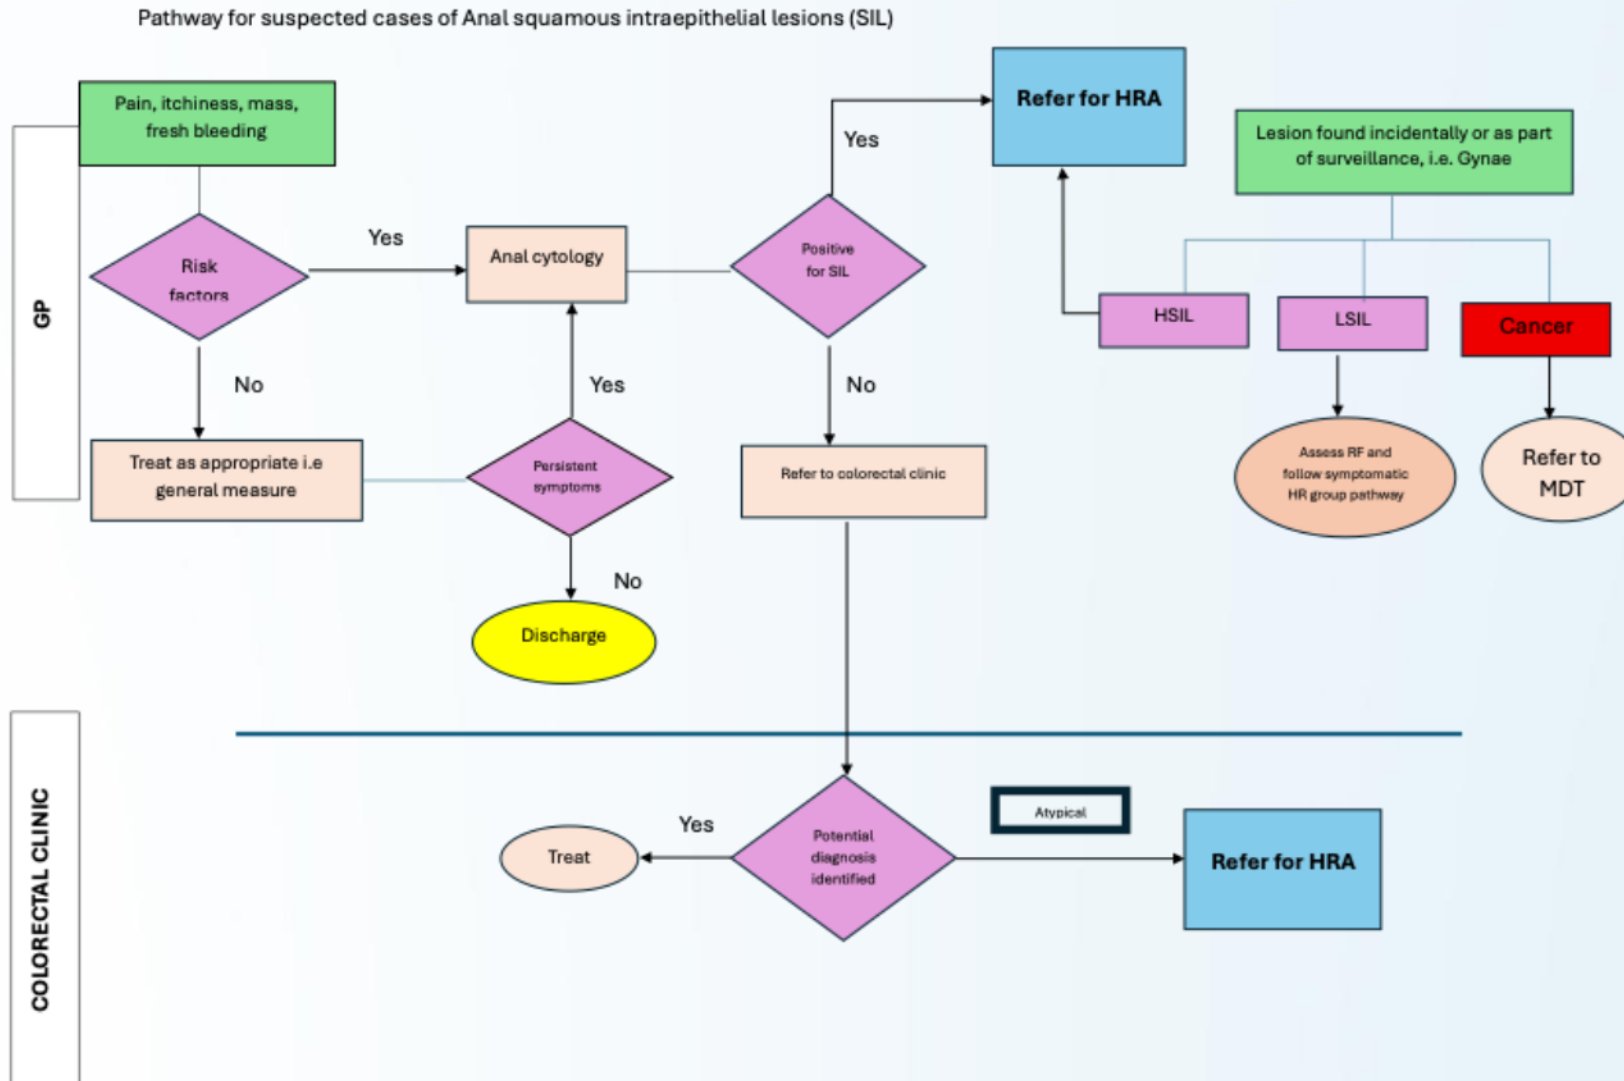 Pathway for suspected cases of Anal squamous intraepithelial lesions (SIL)
GP
Pain, itchiness, mass,
fresh bleeding
Risk
factors
Yes
No
Anal cytology
Treat as appropriate i.e
general measure
Persistent
symptoms
Yes
No
Discharge
Positive
for SIL
Yes
No
Refer for HRA
Refer to colorectal clinic
Lesion found incidentally or as part
of surveillance, i.e. Gynae
HSIL
LSIL
Cancer
Assess RF and
follow symptomatic
HR group pathway
Refer to
MDT
COLORECTAL CLINIC
Potential
diagnosis
identified
Yes
Treat
Atypical
Refer for HRA